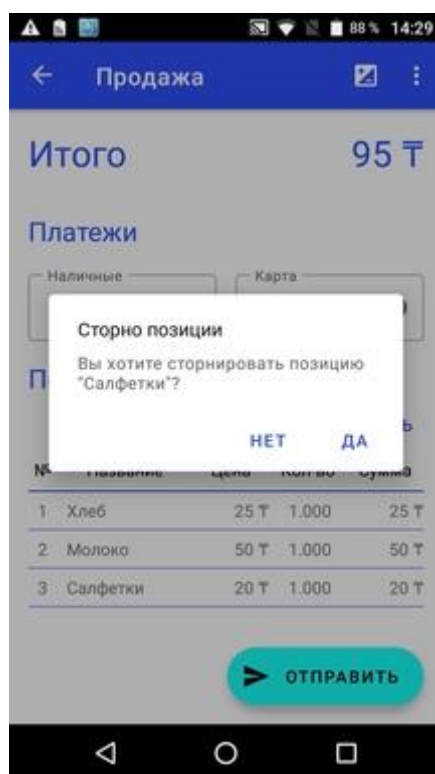 88 % 14:29
Продажа
Итого 95 ₸
Платежи
Наличные Карта
Сторно позиции
Вы хотите сторнировать позицию
"Салфетки"?
НЕТ ДА
№ Название Цена Кол-во Сумма
1 Хлеб 25 ₸ 1.000 25 ₸
2 Молоко 50 ₸ 1.000 50 ₸
3 Салфетки 20 ₸ 1.000 20 ₸
ОТПРАВИТЬ